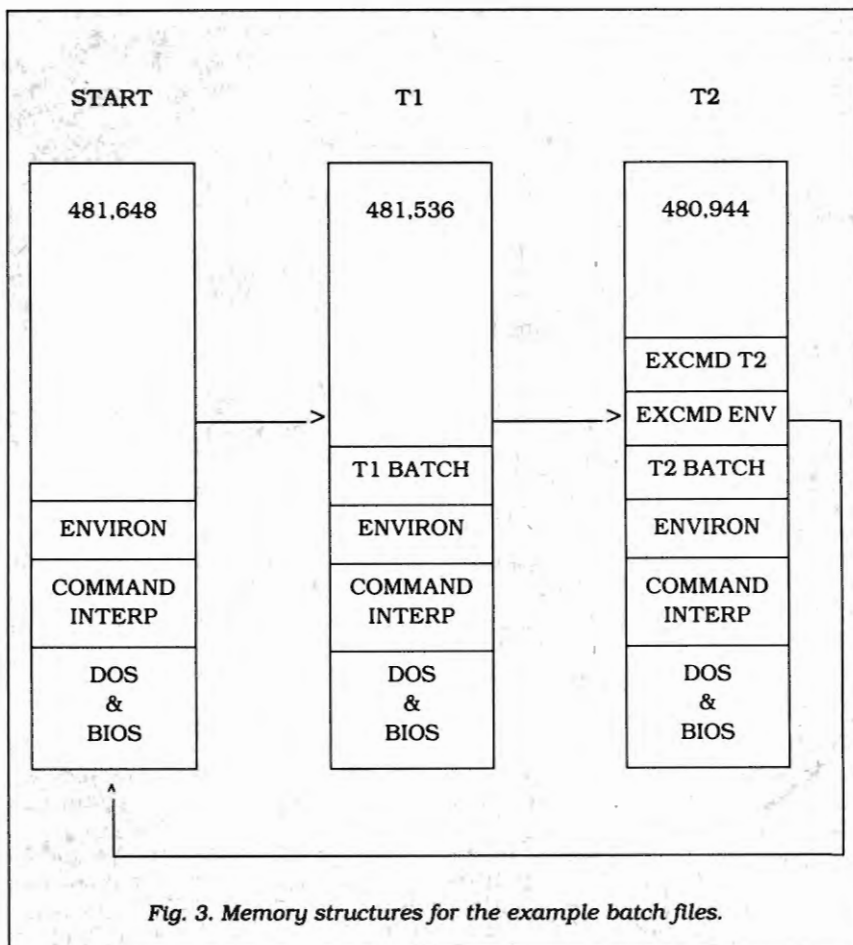 START
481,648
ENVIRON
COMMAND
INTERP
DOS
&
BIOS
T1
481,536
T1 BATCH
ENVIRON
COMMAND
INTERP
DOS
&
BIOS
T2
480,944
EXCMD T2
EXCMD ENV
T2 BATCH
ENVIRON
COMMAND
INTERP
DOS
&
BIOS
Fig. 3. Memory structures for the example batch files.